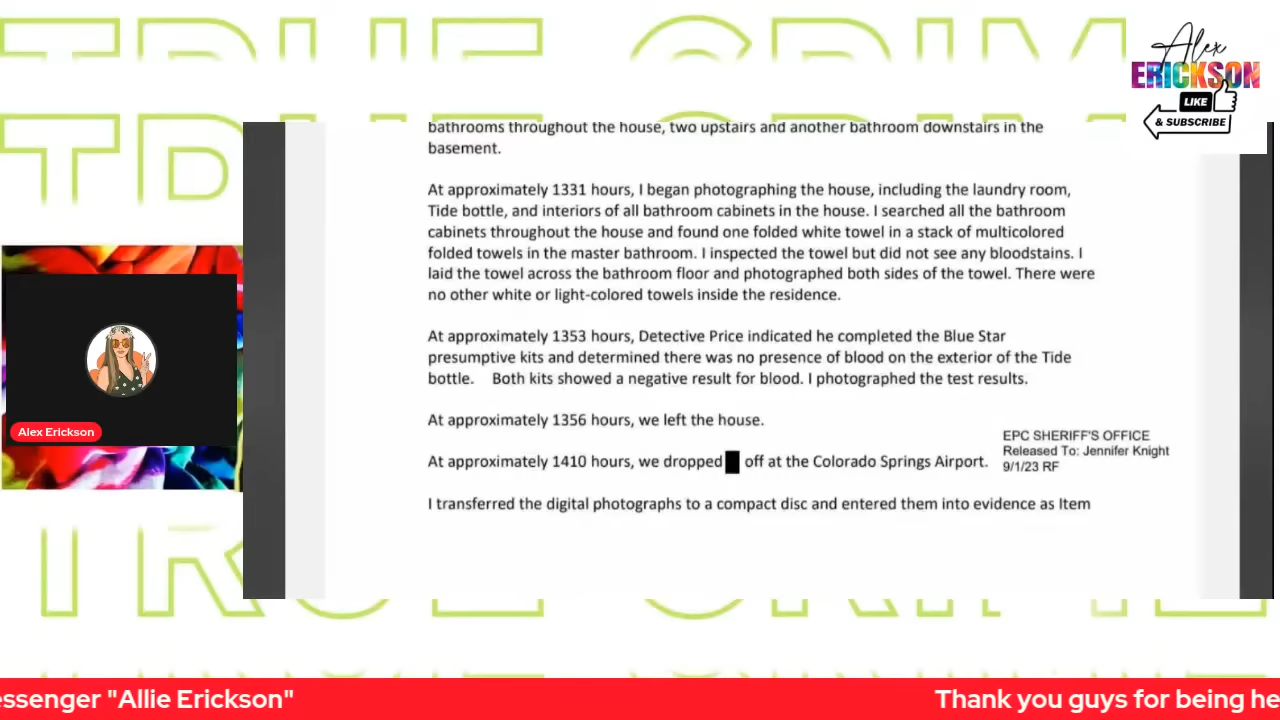 TRUE CRIM
Alex
ERICKSON
LIKE
& SUBSCRIBE
bathrooms throughout the house, two upstairs and another bathroom downstairs in the
basement.
At approximately 1331 hours, I began photographing the house, including the laundry room,
Tide bottle, and interiors of all bathroom cabinets in the house. I searched all the bathroom
cabinets throughout the house and found one folded white towel in a stack of multicolored
folded towels in the master bathroom. I inspected the towel but did not see any bloodstains. I
laid the towel across the bathroom floor and photographed both sides of the towel. There were
no other white or light-colored towels inside the residence.
At approximately 1353 hours, Detective Price indicated he completed the Blue Star
presumptive kits and determined there was no presence of blood on the exterior of the Tide
bottle. Both kits showed a negative result for blood. I photographed the test results.
At approximately 1356 hours, we left the house.
At approximately 1410 hours, we dropped off at the Colorado Springs Airport.
EPC SHERIFF'S OFFICE
Released To: Jennifer Knight
9/1/23 RF
I transferred the digital photographs to a compact disc and entered them into evidence as Item
Alex Erickson
TRUE CRIME
essenger "Allie Erickson"
Thank you guys for being he